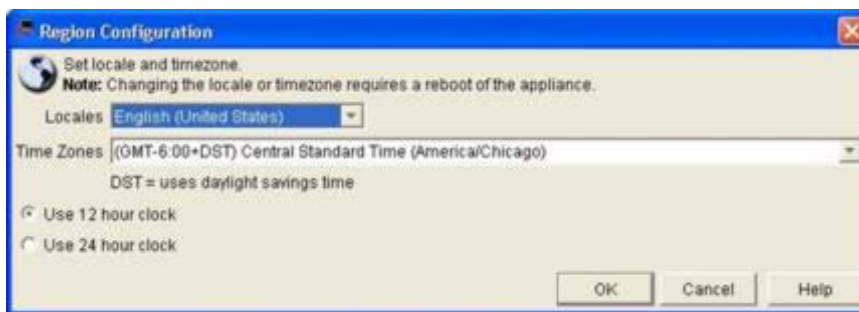 Region Configuration
Set locale and timezone.
Note: Changing the locale or timezone requires a reboot of the appliance.
Locales English (United States)
Time Zones (GMT-6:00+DST) Central Standard Time (America/Chicago)
DST = uses daylight savings time
Use 12 hour clock
Use 24 hour clock
OK Cancel Help